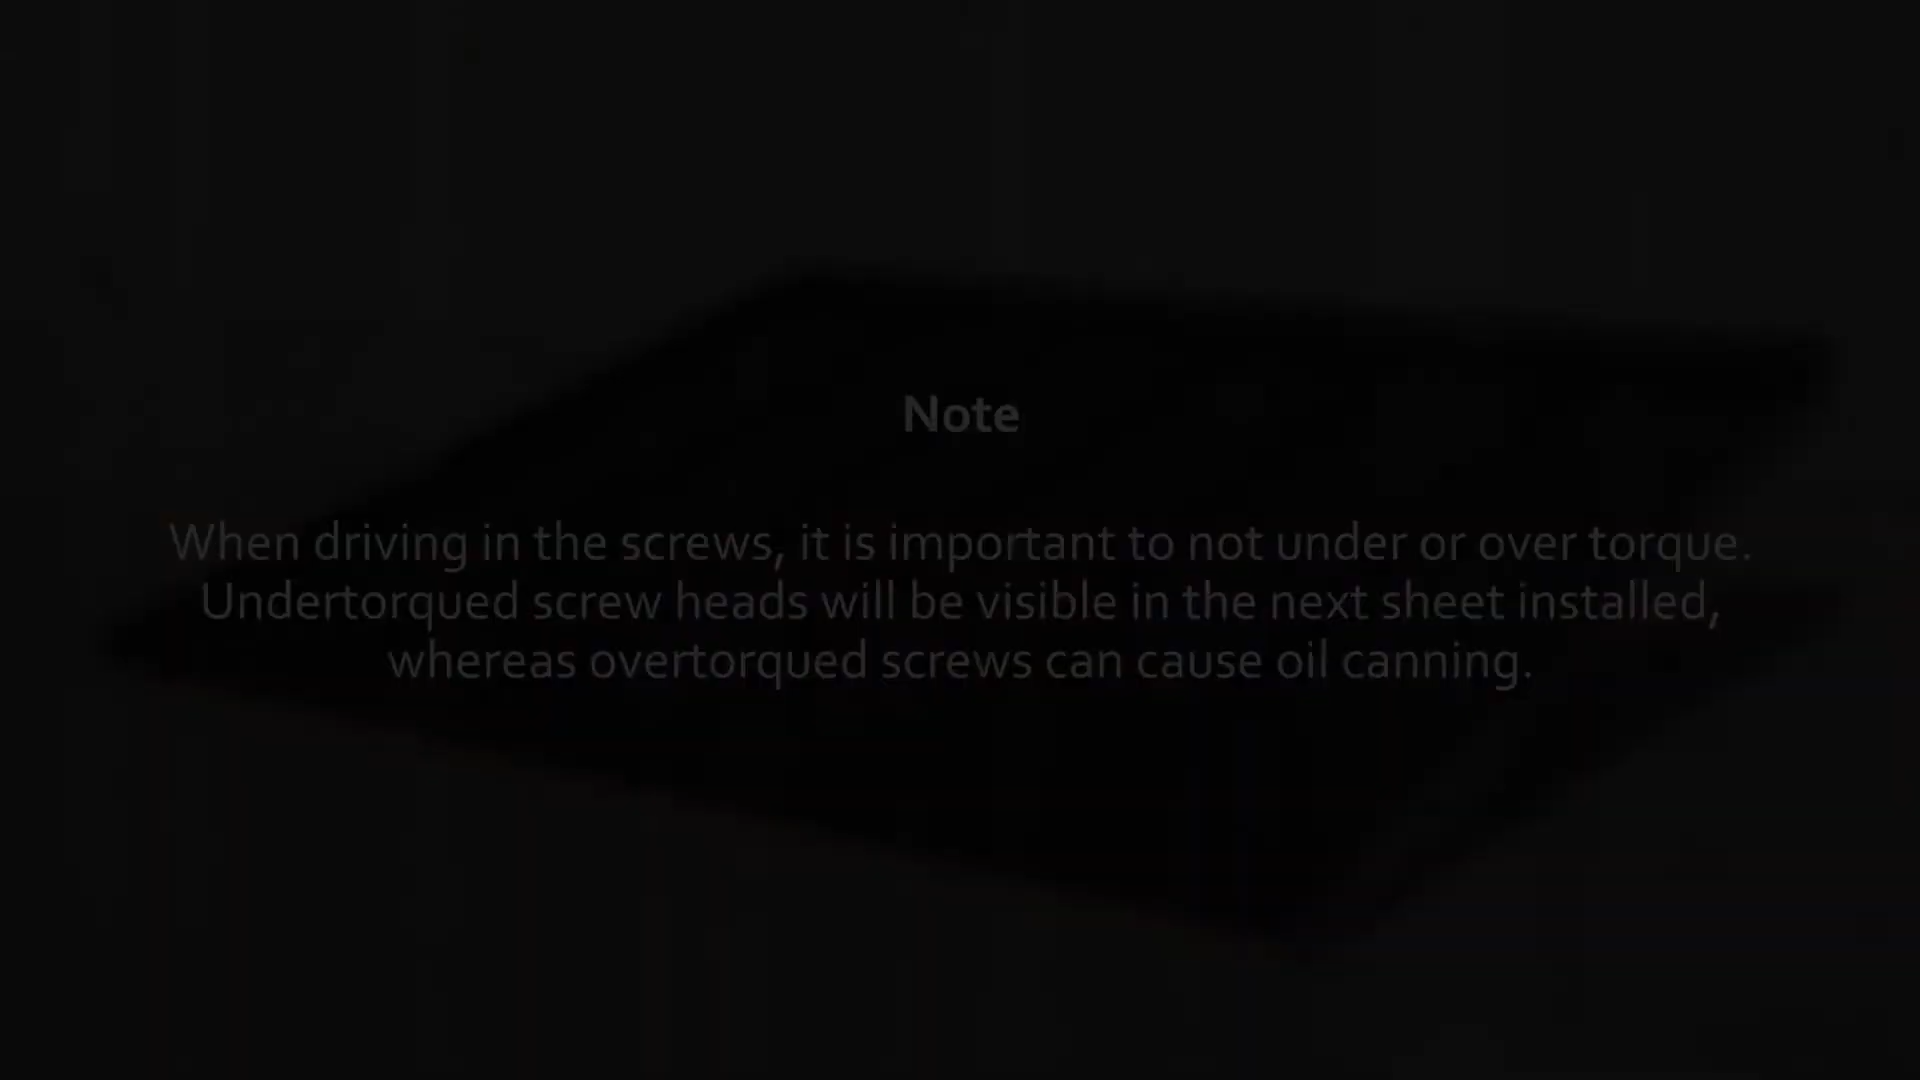 Note
When driving in the screws, it is important to not under or over torque.
Undertorqued screw heads will be visible in the next sheet installed,
whereas overtorqued screws can cause oil canning.